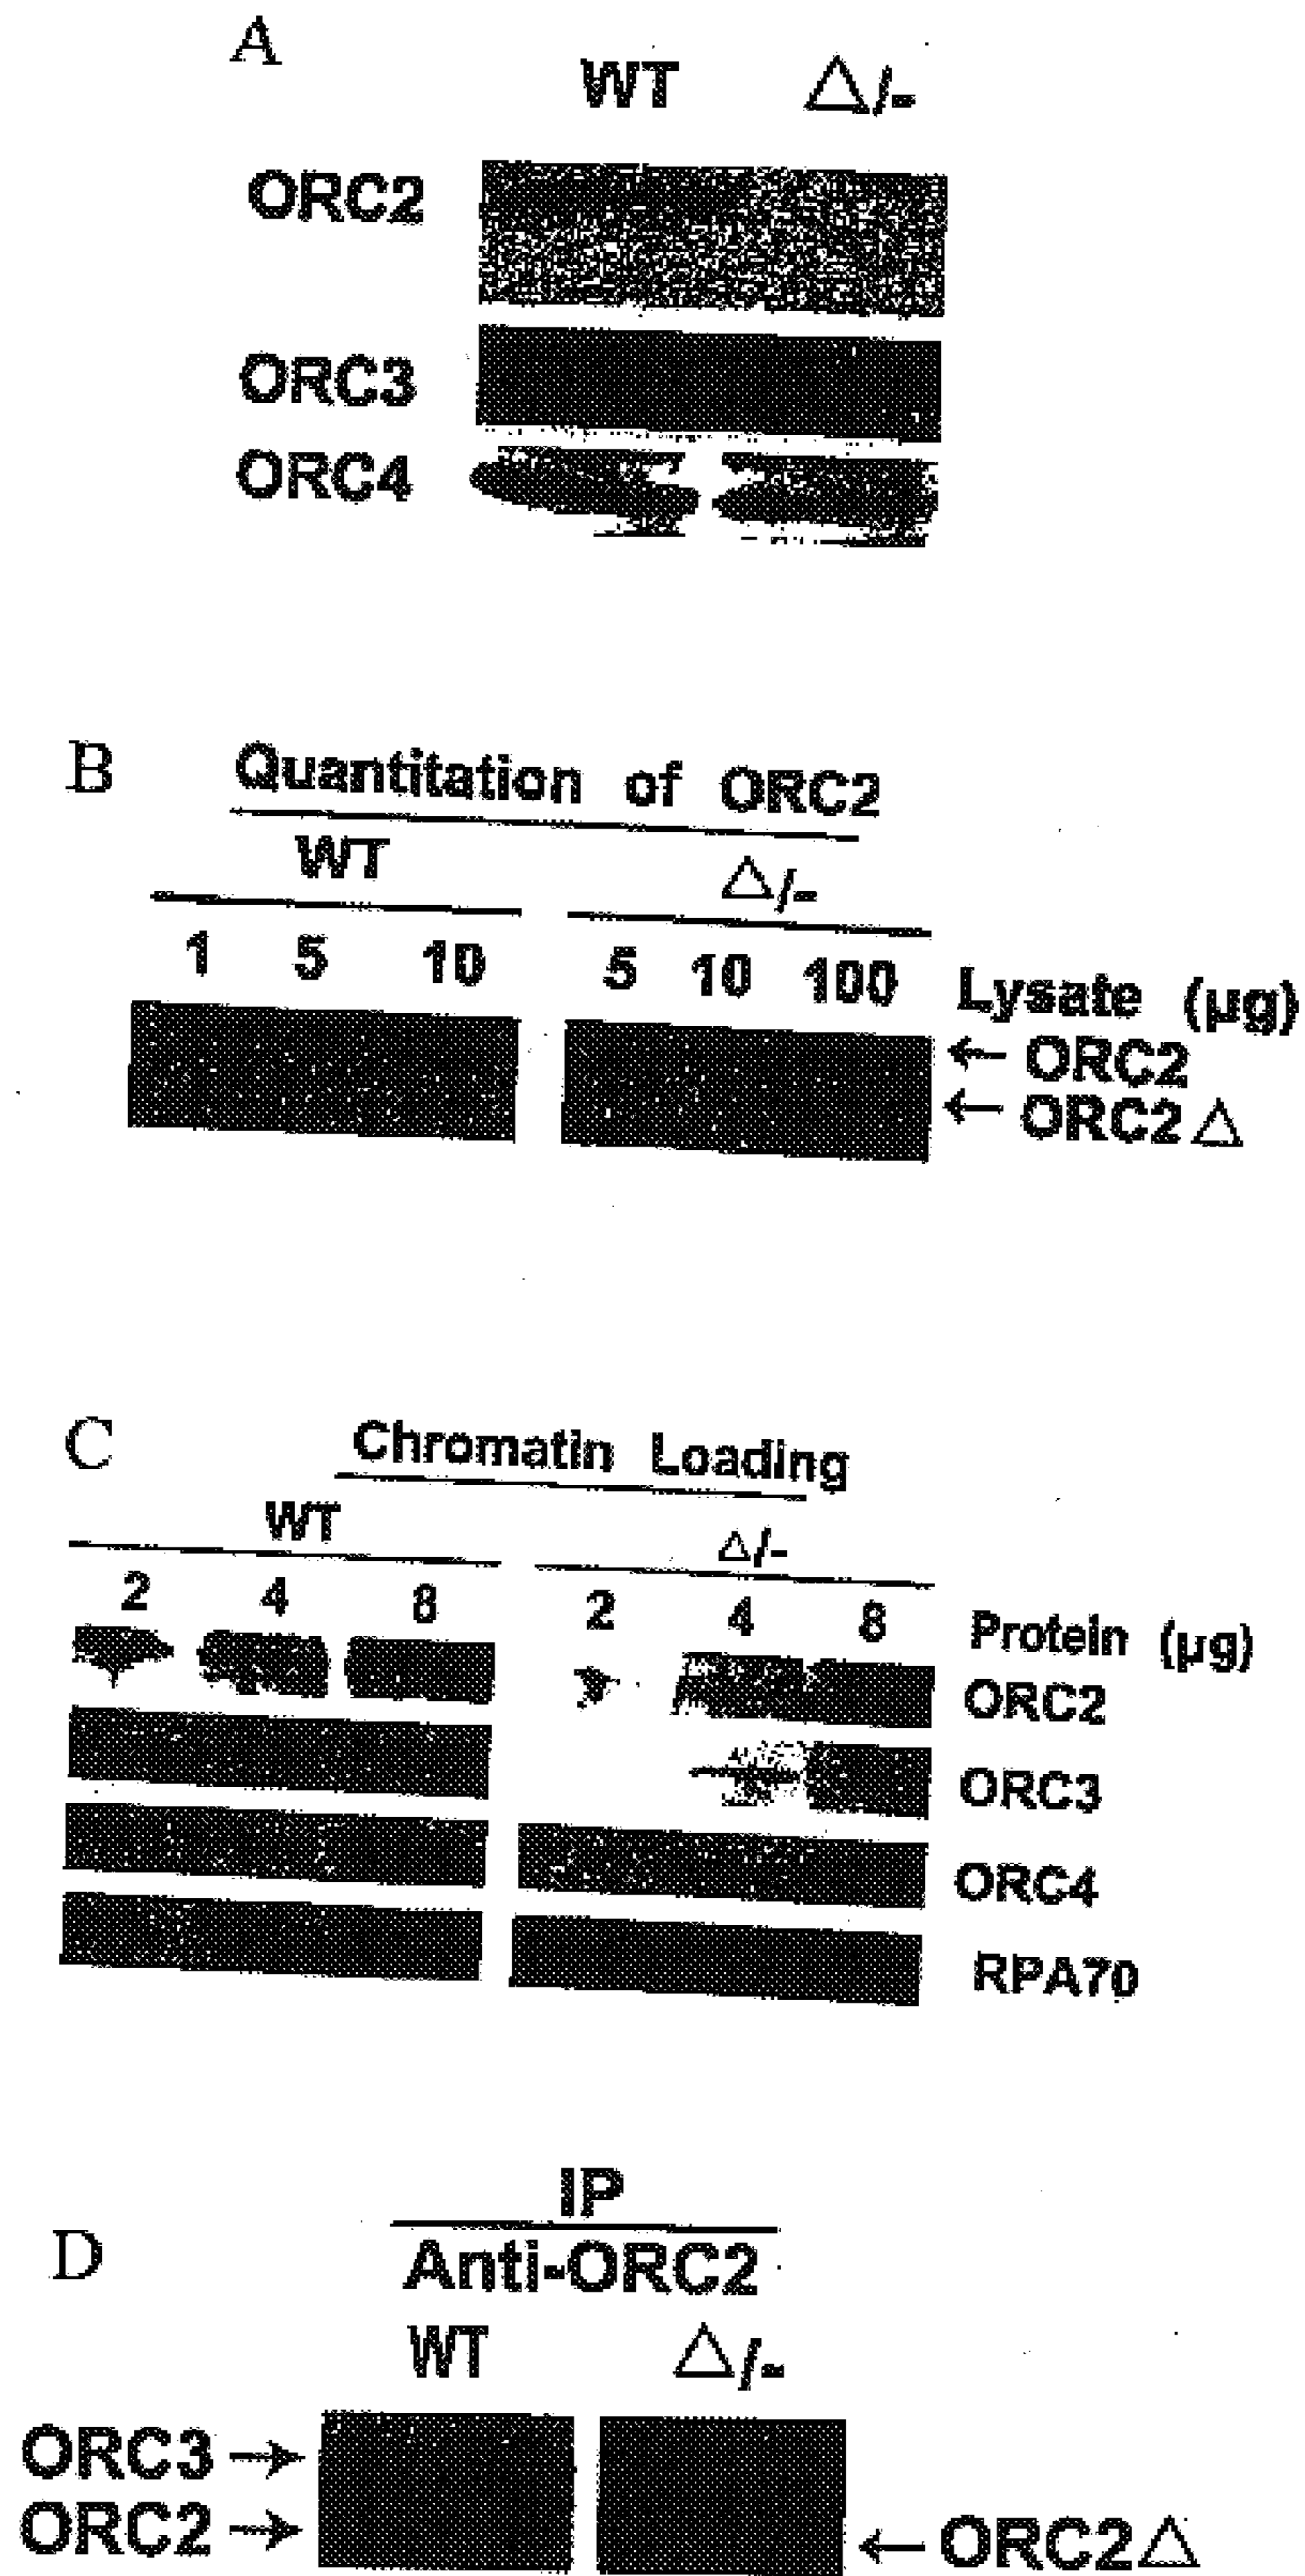 A
WT △/-
ORC2
ORC3
ORC4
B Quantitation of ORC2
WT △/-
1 5 10 5 10 100 Lysate (µg)
← ORC2
← ORC2△
C Chromatin Loading
WT △/-
2 4 8 2 4 8 Protein (µg)
ORC2
ORC3
ORC4
RPA70
IP
D Anti-ORC2
WT △/-
ORC3 →
ORC2 → ← ORC2△